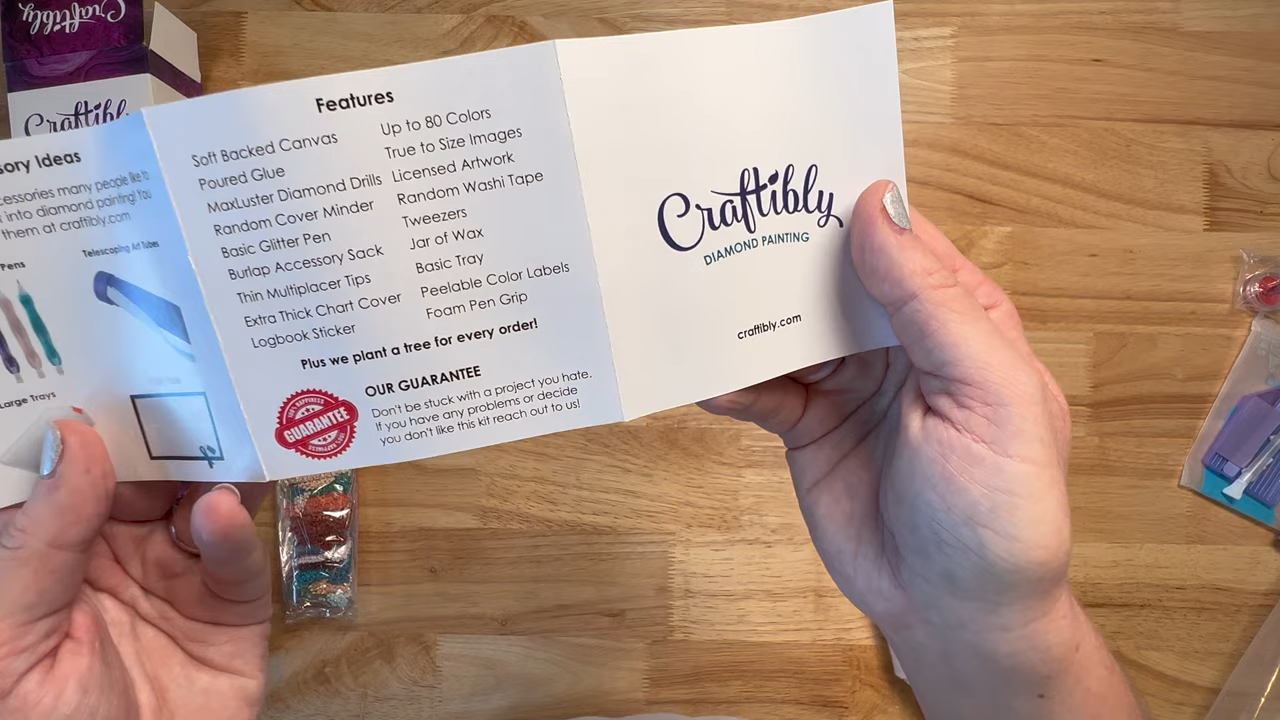 Craftibly
Craftibly
sory Ideas
cessories many people like to
into diamond painting! You
them at craftibly.com
Pens
Telescoping Art Tubes
Large Trays
Features
Soft Backed Canvas
Poured Glue
MaxLuster Diamond Drills
Random Cover Minder
Basic Glitter Pen
Burlap Accessory Sack
Thin Multiplacer Tips
Extra Thick Chart Cover
Logbook Sticker
Up to 80 Colors
True to Size Images
Licensed Artwork
Random Washi Tape
Tweezers
Jar of Wax
Basic Tray
Peelable Color Labels
Foam Pen Grip
Plus we plant a tree for every order!
GUARANTEE
OUR GUARANTEE
Don't be stuck with a project you hate.
If you have any problems or decide
you don't like this kit reach out to us!
Craftibly
DIAMOND PAINTING
craftibly.com